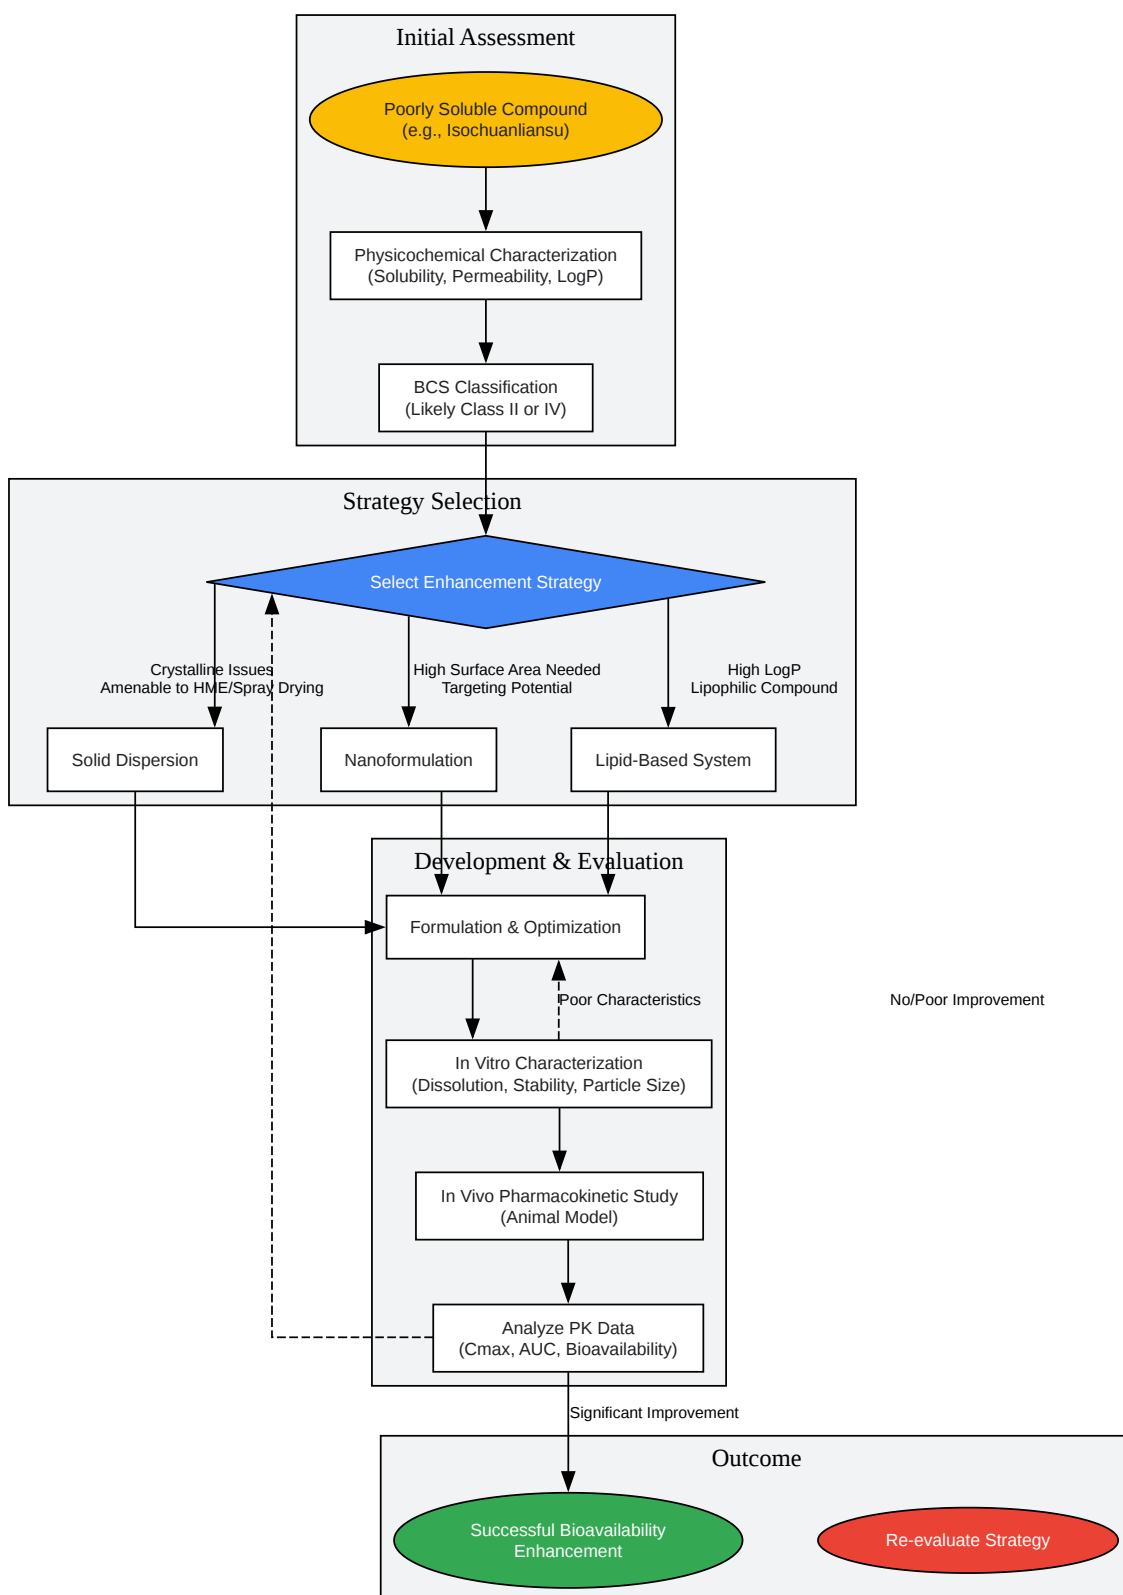 Initial Assessment
Poorly Soluble Compound
(e.g., Isochuanliansu)
Physicochemical Characterization
(Solubility, Permeability, LogP)
BCS Classification
(Likely Class II or IV)
Strategy Selection
Select Enhancement Strategy
Crystalline Issues
Amenable to HME/Spray Drying
High Surface Area Needed
Targeting Potential
High LogP
Lipophilic Compound
Solid Dispersion
Nanoformulation
Lipid-Based System
Development & Evaluation
Formulation & Optimization
Poor Characteristics
No/Poor Improvement
In Vitro Characterization
(Dissolution, Stability, Particle Size)
In Vivo Pharmacokinetic Study
(Animal Model)
Analyze PK Data
(Cmax, AUC, Bioavailability)
Significant Improvement
Outcome
Successful Bioavailability
Enhancement
Re-evaluate Strategy